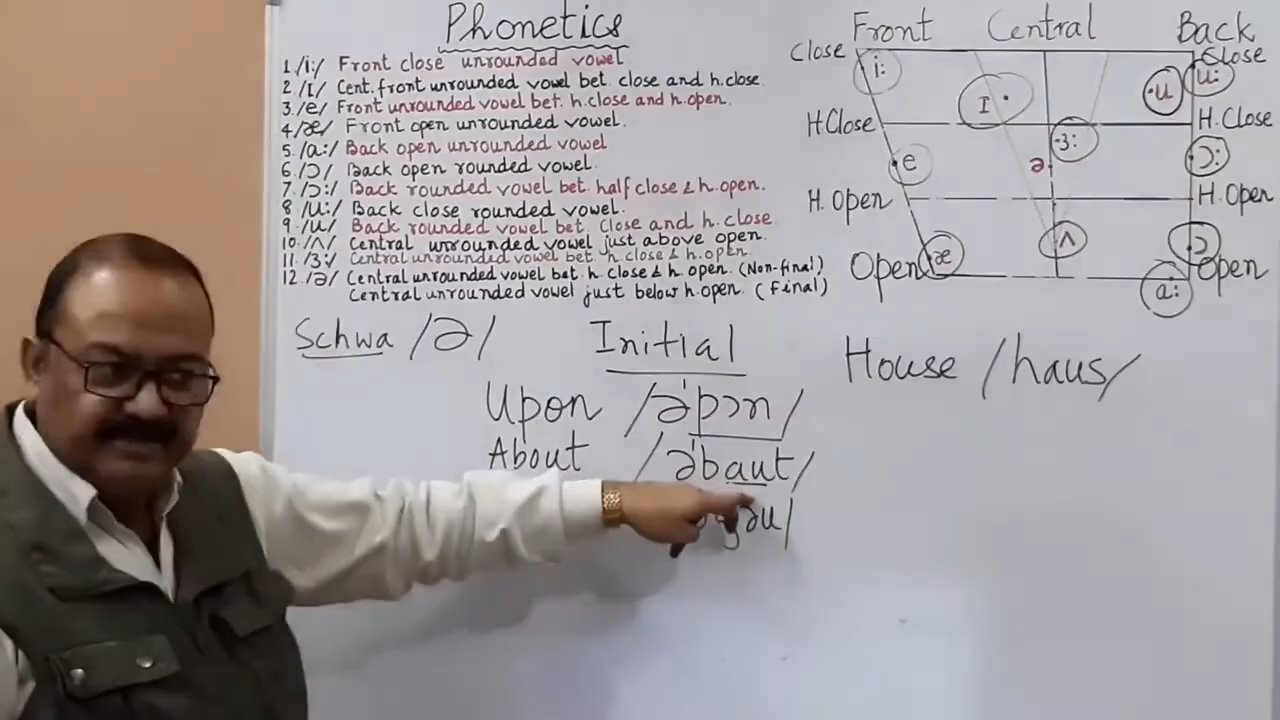 Phonetics
1. /i:/ Front close unrounded vowel
2. /I/ Cent. front unrounded vowel bet. close and h.close
3. /e/ Front unrounded vowel bet. h.close and h.open.
4. /æ/ Front open unrounded vowel.
5. /a:/ Back open unrounded vowel
6. /ɔ/ Back open rounded vowel.
7. /ɔ:/ Back rounded vowel bet. half close & h.open.
8. /u:/ Back close rounded vowel.
9. /u/ Back rounded vowel bet. Close and h. close
10. /ʌ/ Central unrounded vowel just above open.
11. /ɜ:/ Central unrounded vowel bet. h close & h.open.
12. /ə/ Central unrounded vowel bet. h. close & h. open. (Non-final)
Central unrounded vowel just below h.open. (Final)
Front Central Back
Close Close
i: I u u:
H.Close H.Close
e ə ɜ: ɔ:
H. Open H. Open
æ ʌ ɔ
Open Open
a:
Schwa /ə/ Initial
House /haus/
Upon /ə'pɔn/
About /ə'baut/
gəu/